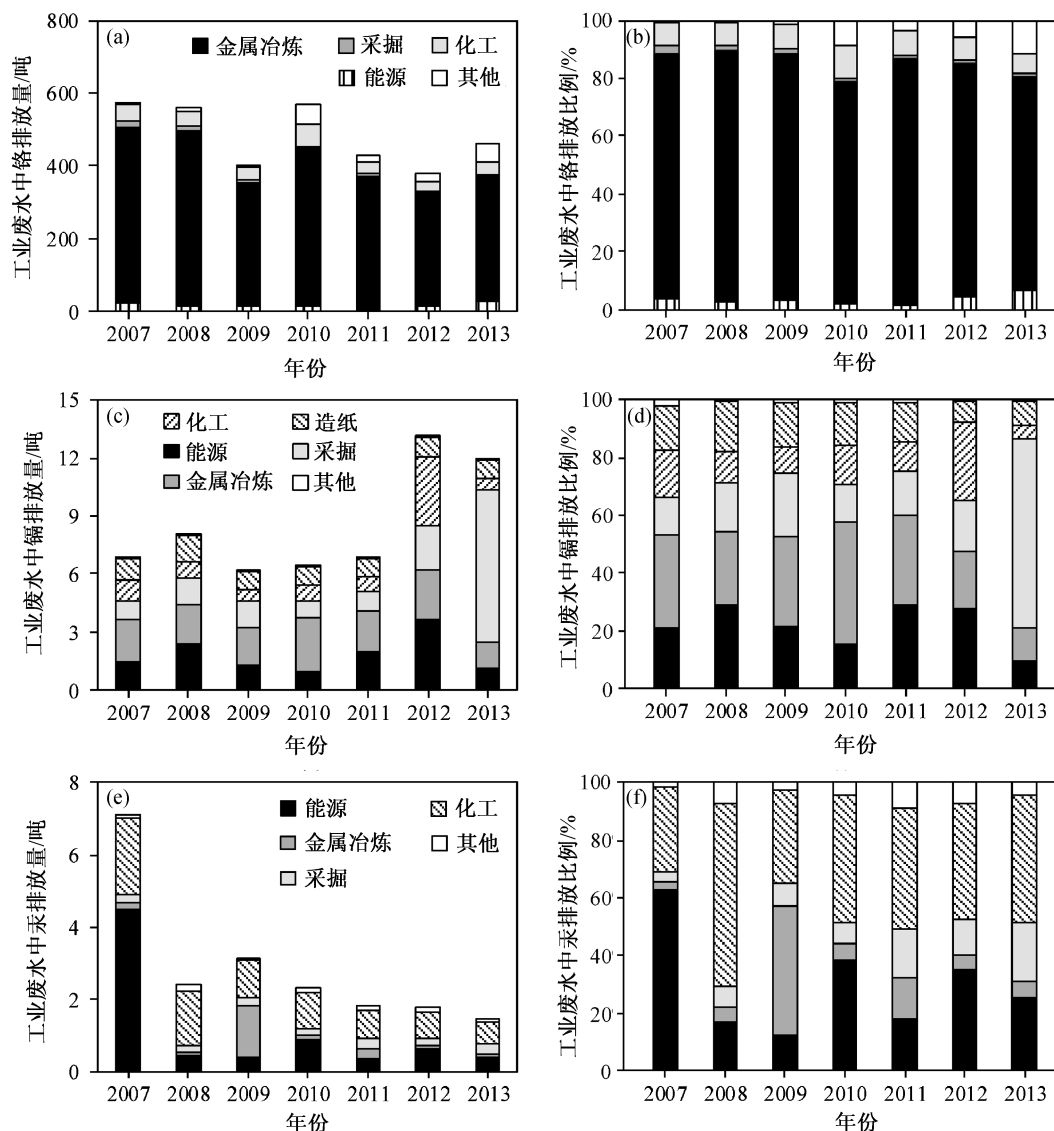 800
(a)
金属冶炼
采掘
化工
能源
其他
600
400
200
0
工业废水中铬排放量/吨
2007 2008 2009 2010 2011 2012 2013
年份
100
(b)
80
60
40
20
0
工业废水中铬排放比例/%
2007 2008 2009 2010 2011 2012 2013
年份
15
(c)
化工
造纸
能源
采掘
金属冶炼
其他
12
9
6
3
0
工业废水中镉排放量/吨
2007 2008 2009 2010 2011 2012 2013
年份
100
(d)
80
60
40
20
0
工业废水中镉排放比例/%
2007 2008 2009 2010 2011 2012 2013
年份
8
(e)
能源
化工
金属冶炼
其他
采掘
6
4
2
0
工业废水中汞排放量/吨
2007 2008 2009 2010 2011 2012 2013
年份
100
(f)
80
60
40
20
0
工业废水中汞排放比例/%
2007 2008 2009 2010 2011 2012 2013
年份